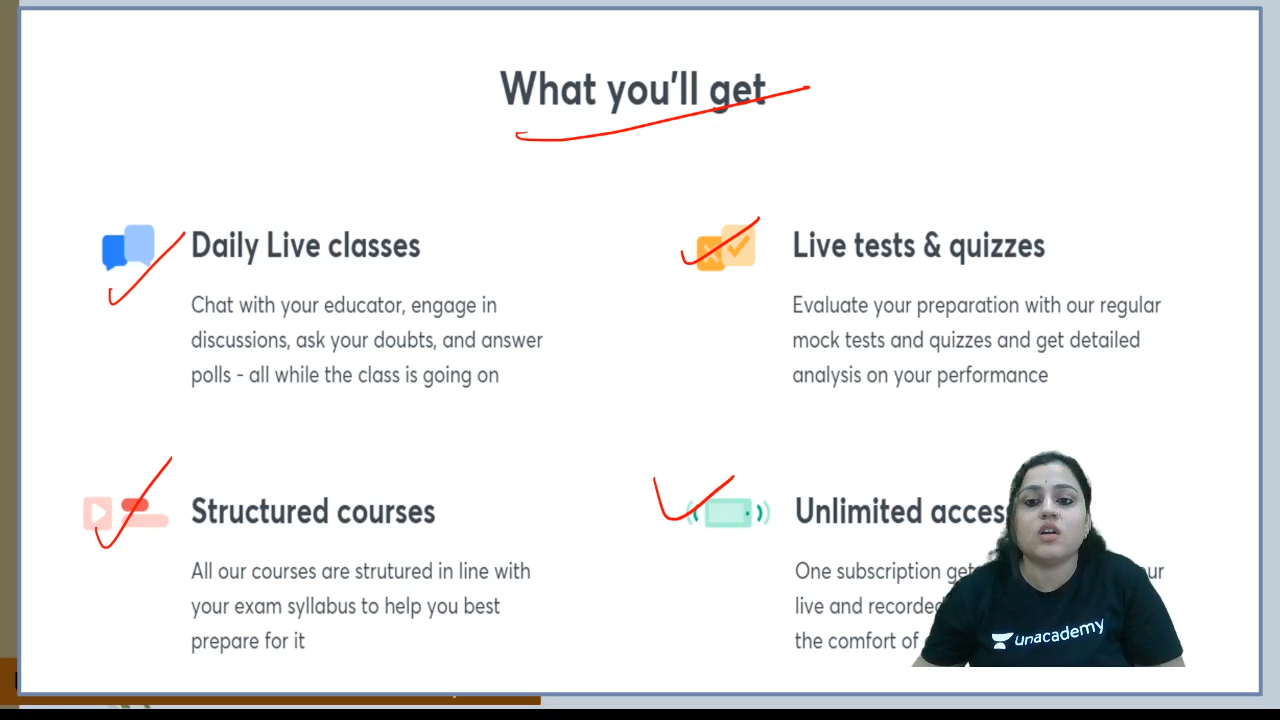 What you'll get
Daily Live classes
Chat with your educator, engage in
discussions, ask your doubts, and answer
polls - all while the class is going on
Live tests & quizzes
Evaluate your preparation with our regular
mock tests and quizzes and get detailed
analysis on your performance
Structured courses
All our courses are strutured in line with
your exam syllabus to help you best
prepare for it
Unlimited access
One subscription get
live and recorded
the comfort of
unacademy